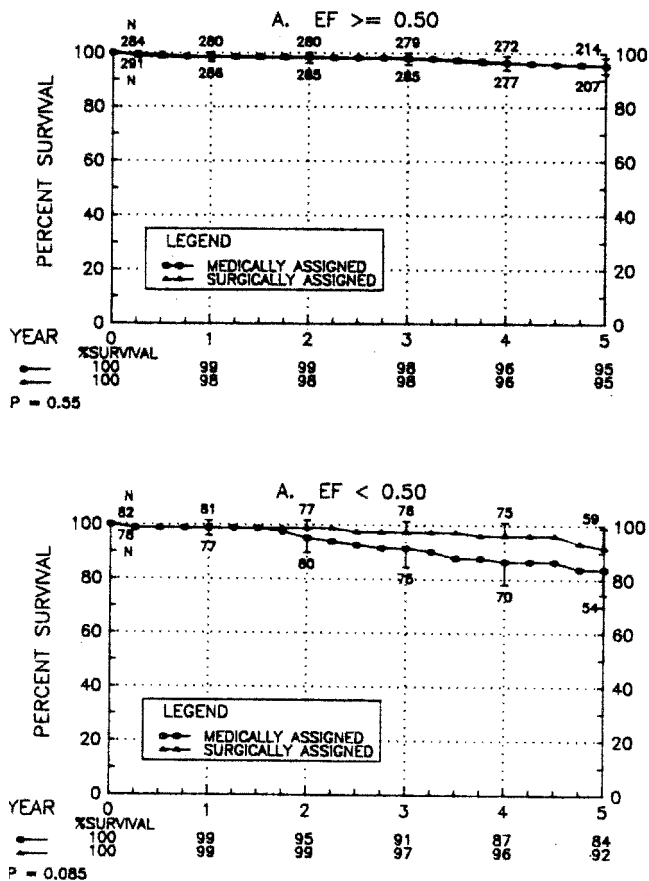 A. EF >= 0.50
N
284 280 280 279 272 214
100 100
291 286 285 285 277 207
N
80 80
60 60
40 40
20 20
0 0
PERCENT SURVIVAL
LEGEND
MEDICALLY ASSIGNED
SURGICALLY ASSIGNED
YEAR 0 1 2 3 4 5
%SURVIVAL
100 99 99 98 96 95
100 98 98 98 96 95
P = 0.55
A. EF < 0.50
N
82 81 77 78 75 59
100 100
78 77 80 76 70 54
N
80 80
60 60
40 40
20 20
0 0
PERCENT SURVIVAL
LEGEND
MEDICALLY ASSIGNED
SURGICALLY ASSIGNED
YEAR 0 1 2 3 4 5
%SURVIVAL
100 99 95 91 87 84
100 99 99 97 96 92
P = 0.085